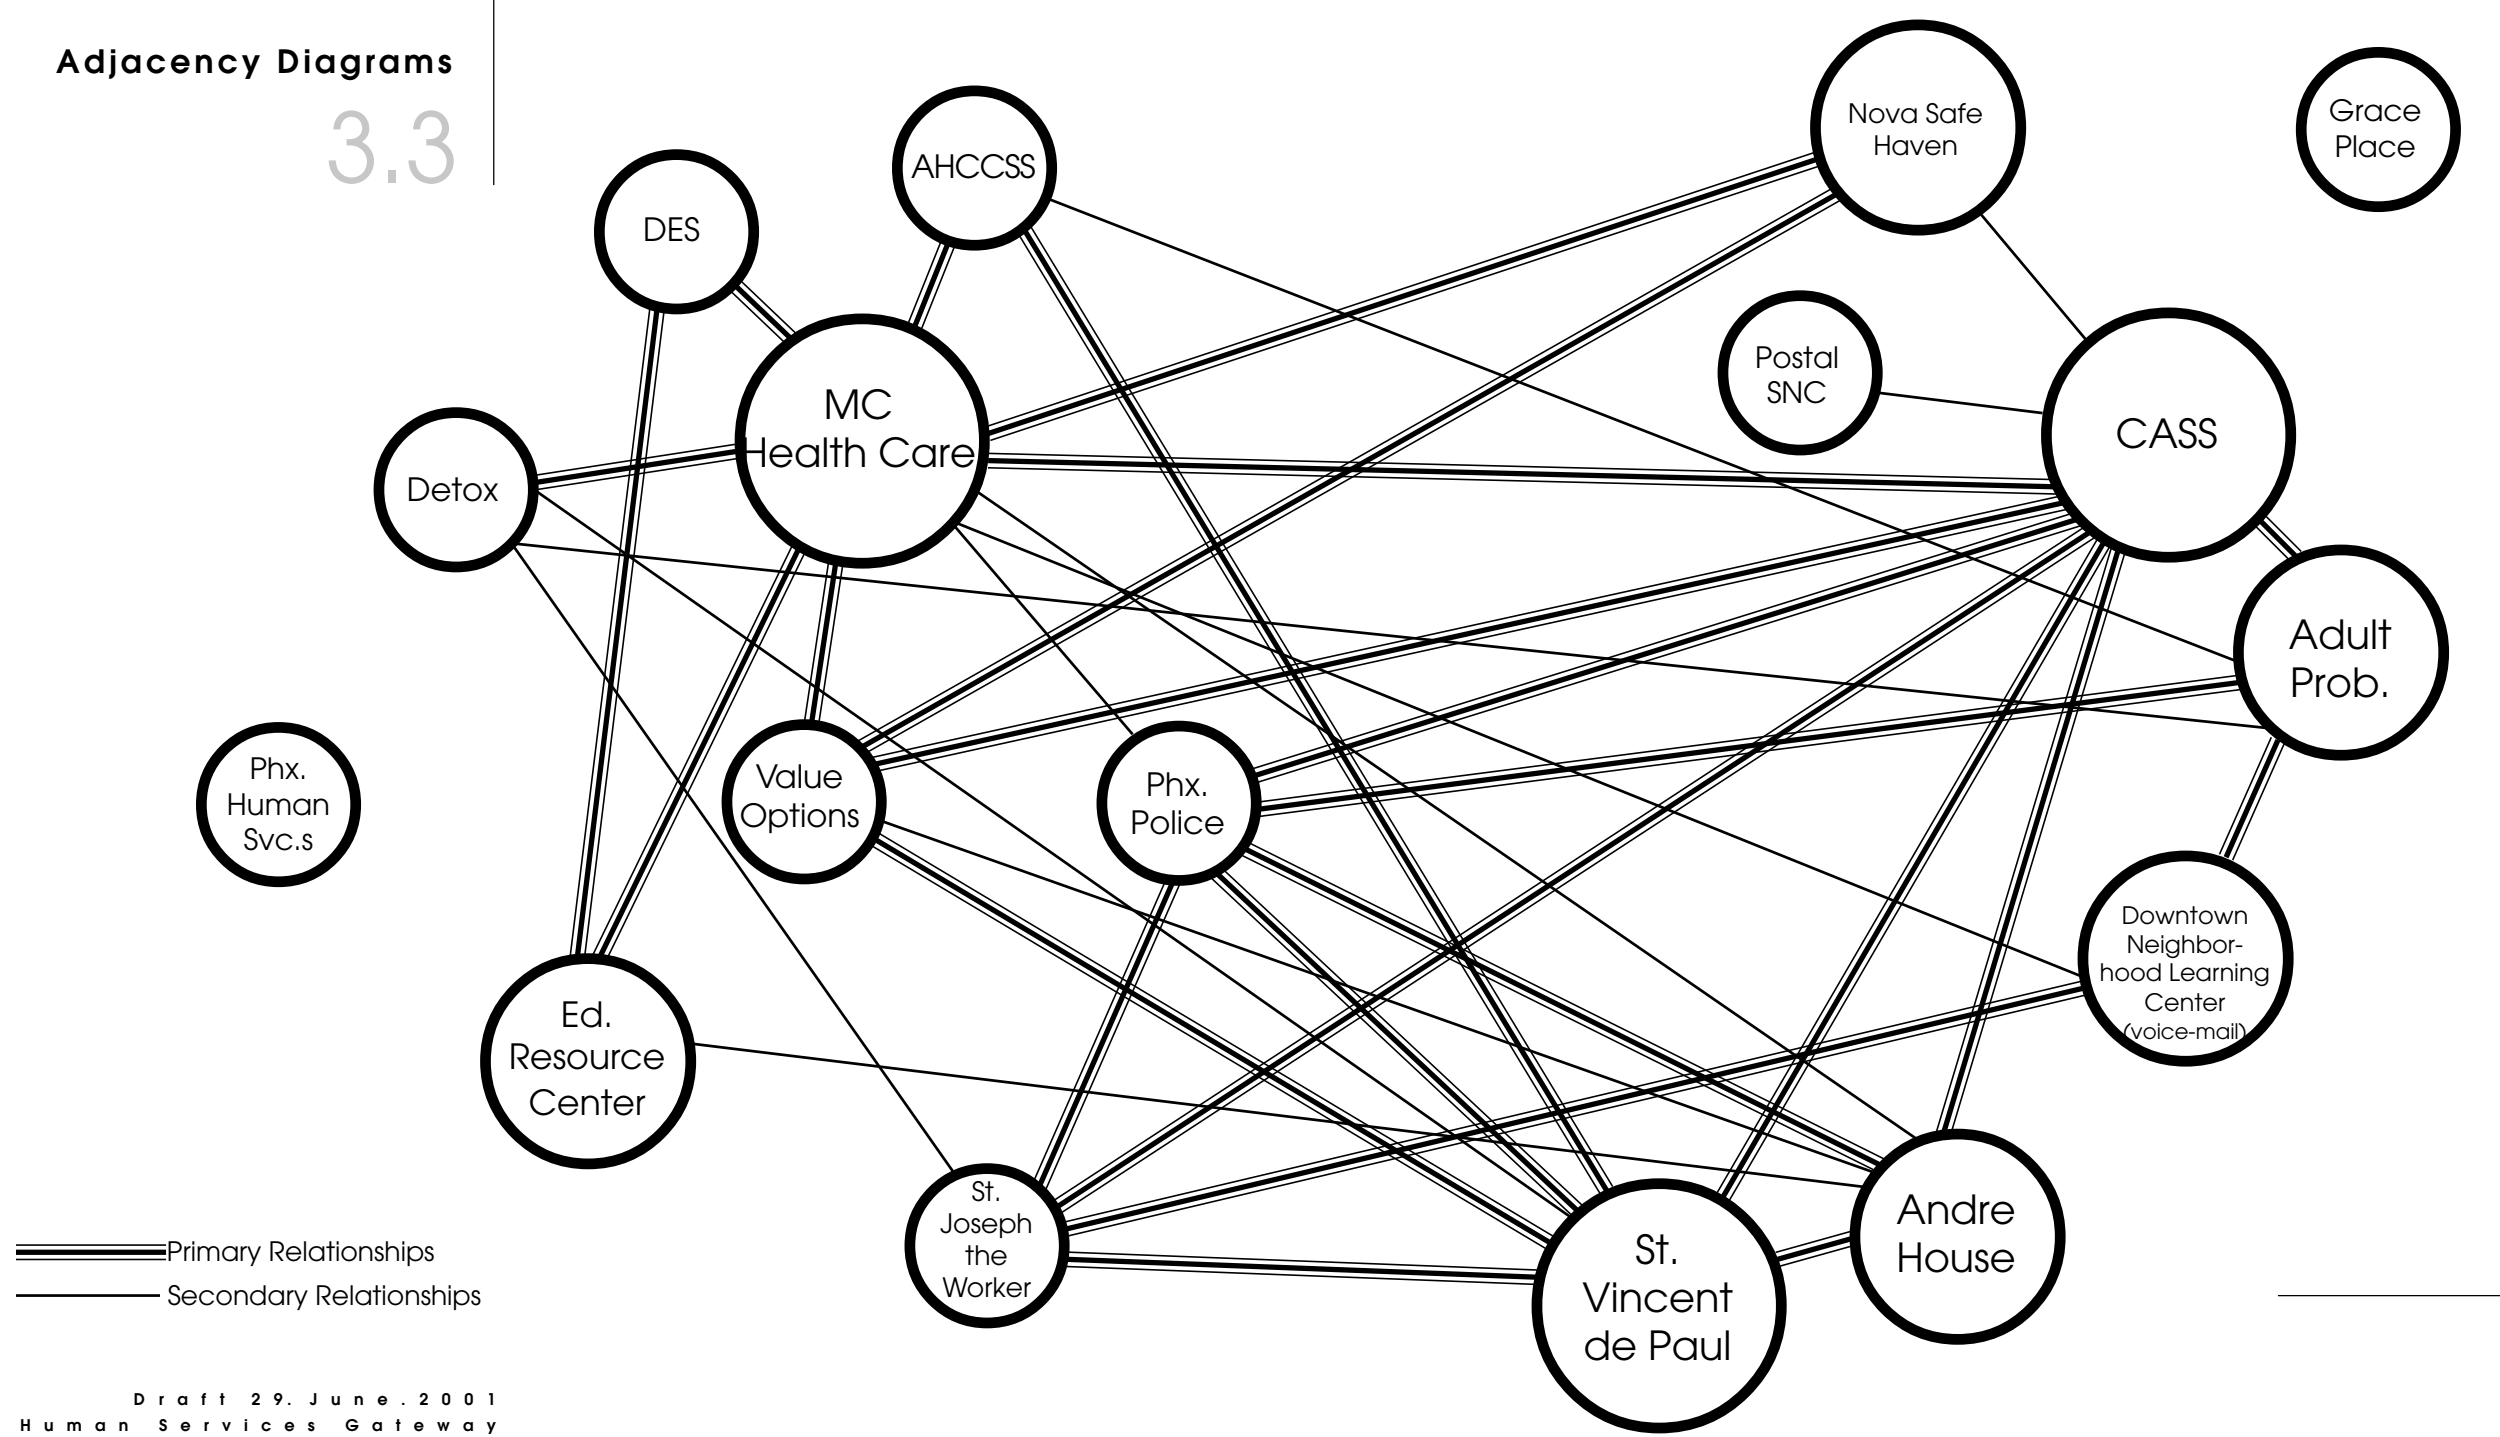 Adjacency Diagrams
3.3
Nova Safe
Haven
Grace
Place
AHCCSS
DES
Postal
SNC
MC
Health Care
CASS
Detox
Adult
Prob.
Phx.
Human
Svc.s
Value
Options
Phx.
Police
Downtown
Neighbor-
hood Learning
Center
(voice-mail)
Ed.
Resource
Center
St.
Joseph
the
Worker
St.
Vincent
de Paul
Andre
House
Primary Relationships
Secondary Relationships
Draft 29. June.2001
Human Services Gateway